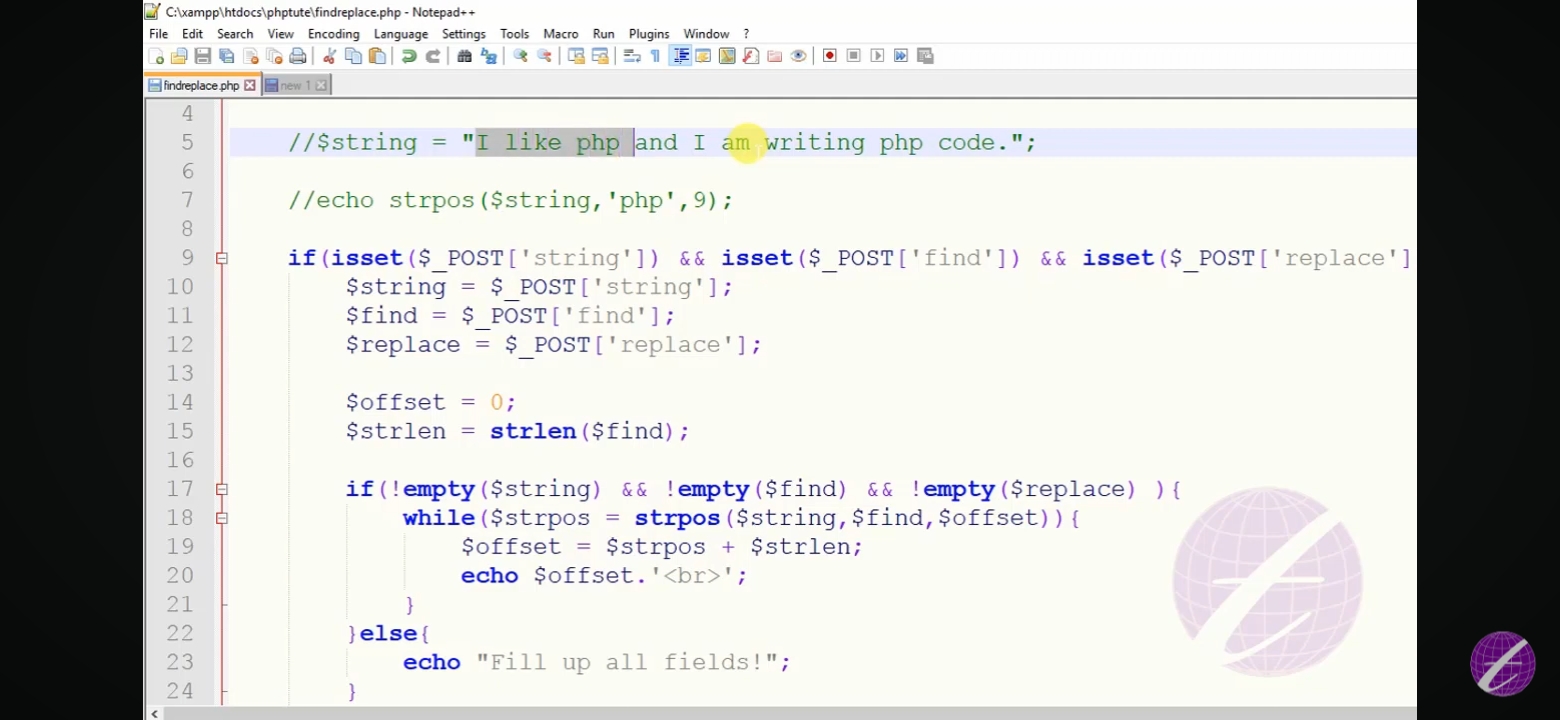 C:\xampp\htdocs\phptute\findreplace.php - Notepad++
File Edit Search View Encoding Language Settings Tools Macro Run Plugins Window ?
findreplace.php new 1
4
5 //$string = "I like php and I am writing php code.";
6
7 //echo strpos($string,'php',9);
8
9 if(isset($_POST['string']) && isset($_POST['find']) && isset($_POST['replace']
10 $string = $_POST['string'];
11 $find = $_POST['find'];
12 $replace = $_POST['replace'];
13
14 $offset = 0;
15 $strlen = strlen($find);
16
17 if(!empty($string) && !empty($find) && !empty($replace) ){
18 while($strpos = strpos($string,$find,$offset)){
19 $offset = $strpos + $strlen;
20 echo $offset.'<br>';
21 }
22 }else{
23 echo "Fill up all fields!";
24 }